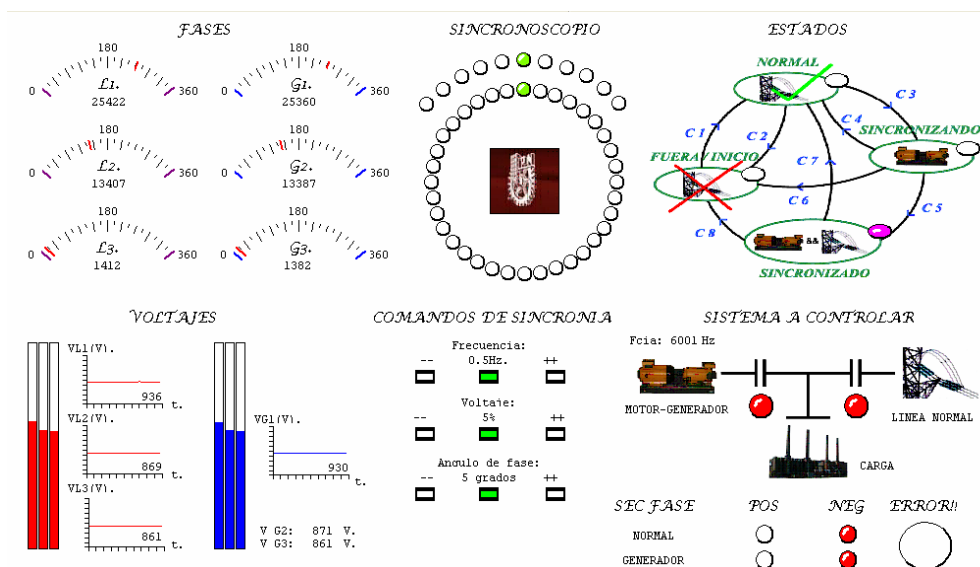 FASES
180
0
L1.
360
25422
180
0
G1.
360
25360
180
0
L2.
360
13407
180
0
G2.
360
13387
180
0
L3.
360
1412
180
0
G3.
360
1382
SINCRONOSCOPIO
ESTADOS
NORMAL
C 3
C 4
SINCRONIZANDO
C 1
C 2
C 7
FUERAVINICIO
C 6
C 5
C 8
&&
SINCRONIZADO
VOLTAJES
VL1(V).
936
t.
VL2(V).
869
t.
VL3(V).
861
t.
VG1(V).
930
t.
V G2: 871 V.
V G3: 861 V.
COMANDOS DE SINCRONIA
Frecuencia:
-- 0.5Hz. ++
Voltaje:
-- 5% ++
Angulo de fase:
-- 5 grados ++
SISTEMA A CONTROLAR
Fcia: 6001 Hz
MOTOR-GENERADOR
LINEA NORMAL
CARGA
SEC FASE POS NEG ERROR!!
NORMAL
GENERADOR